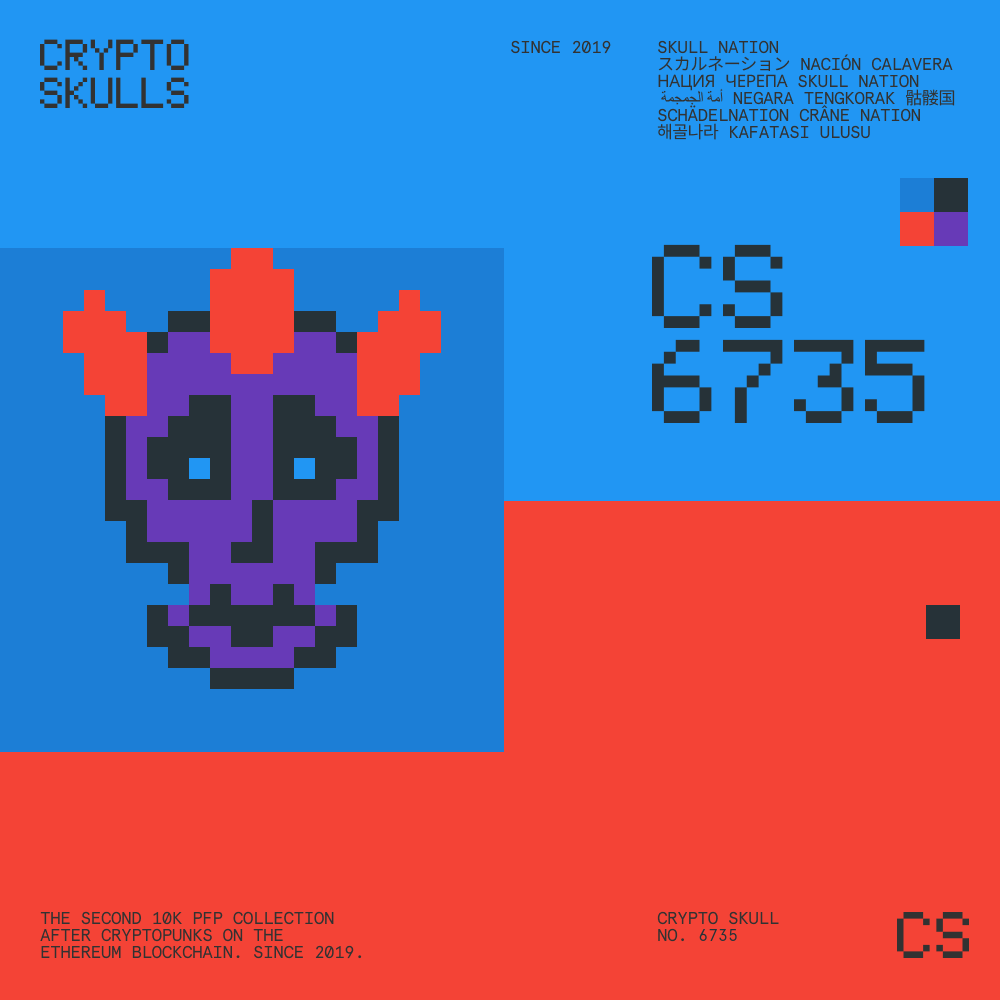 CRYPTO
SKULLS
SINCE 2019
SKULL NATION
スカルネーション NACIÓN CALAVERA
НАЦИЯ ЧЕРЕПА SKULL NATION
أمة الجمجمة NEGARA TENGKORAK 骷髅国
SCHÄDELNATION CRÂNE NATION
해골나라 KAFATASI ULUSU
CS
6735
THE SECOND 10K PFP COLLECTION
AFTER CRYPTOPUNKS ON THE
ETHEREUM BLOCKCHAIN. SINCE 2019.
CRYPTO SKULL
NO. 6735
CS